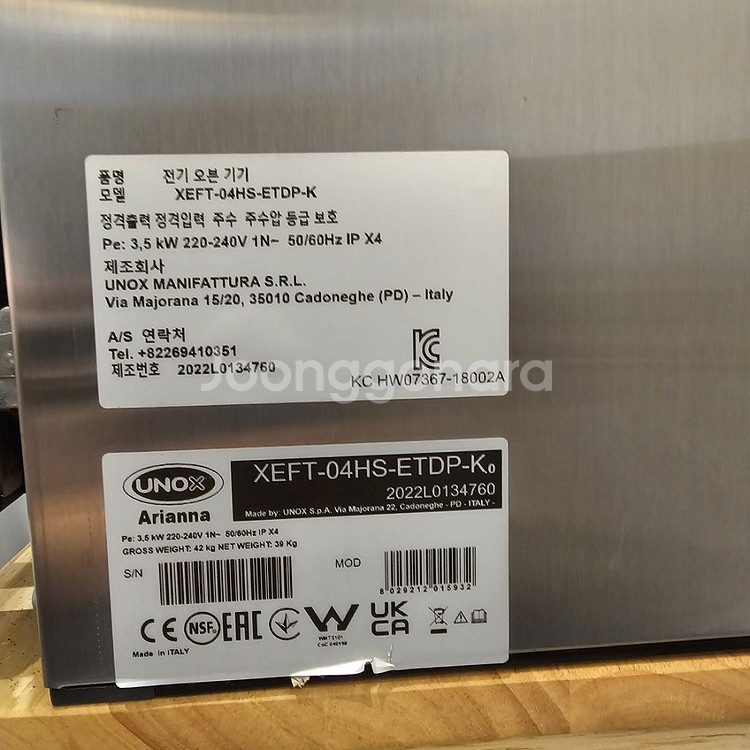 품명 전기 오븐 기기
모델 XEFT-04HS-ETDP-K
정격출력 정격입력 주수 주수압 등급 보호
Pe: 3,5 kW 220-240V 1N~ 50/60Hz IP X4
제조회사
UNOX MANIFATTURA S.R.L.
Via Majorana 15/20, 35010 Cadoneghe (PD) – Italy
A/S 연락처
Tel. +82269410351
제조번호 2022L0134760
KC HW07367-18002A
Joonggonara
UNOX
Arianna
XEFT-04HS-ETDP-K₀
2022L0134760
Made by: UNOX S.p.A. Via Majorana 22, Cadoneghe - PD - ITALY -
Pe: 3,5 kW 220-240V 1N~ 50/60Hz IP X4
GROSS WEIGHT: 42 kg NET WEIGHT: 39 Kg
S/N
MOD
8 029212 015932
CE NSF EAC
WMTS101
CoC 040198
UK
CA
Made in ITALY